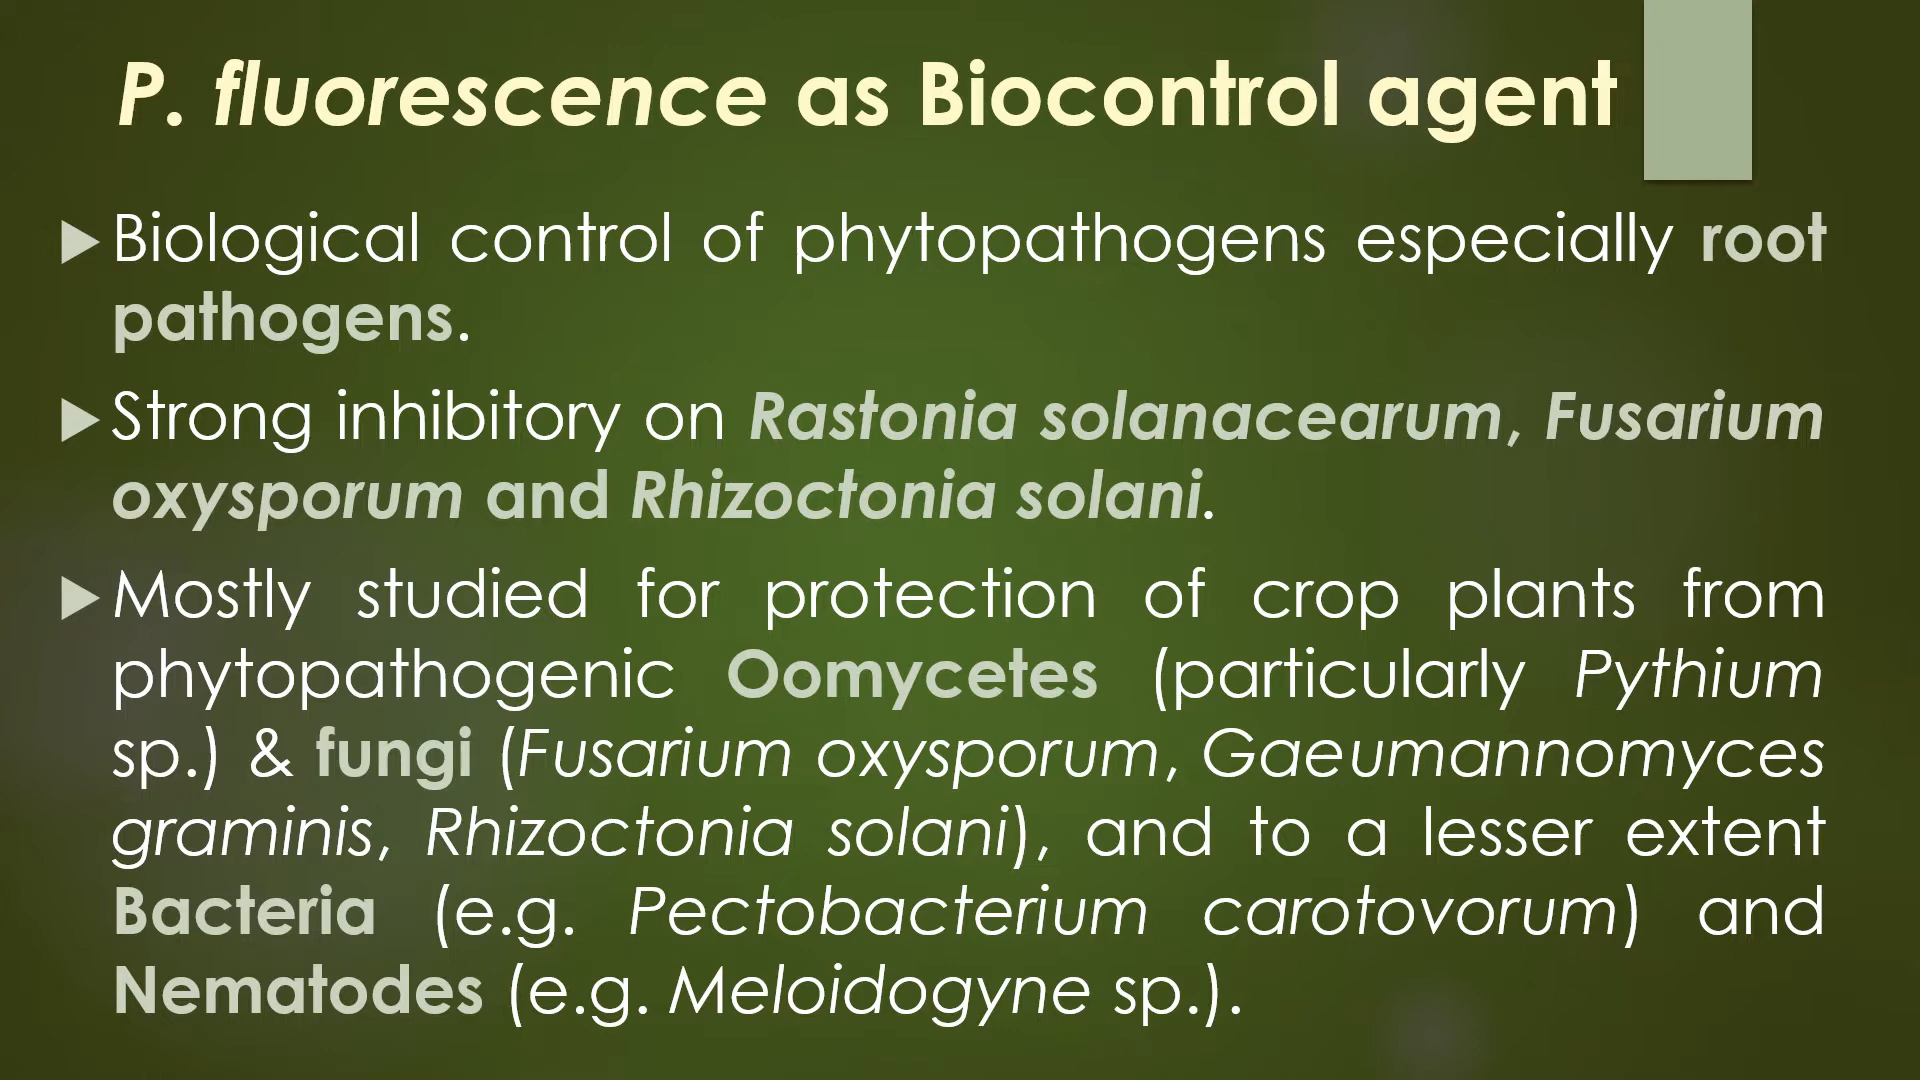 P. fluorescence as Biocontrol agent
Biological control of phytopathogens especially root
pathogens.
Strong inhibitory on Rastonia solanacearum, Fusarium
oxysporum and Rhizoctonia solani.
Mostly studied for protection of crop plants from
phytopathogenic Oomycetes (particularly Pythium
sp.) & fungi (Fusarium oxysporum, Gaeumannomyces
graminis, Rhizoctonia solani), and to a lesser extent
Bacteria (e.g. Pectobacterium carotovorum) and
Nematodes (e.g. Meloidogyne sp.).